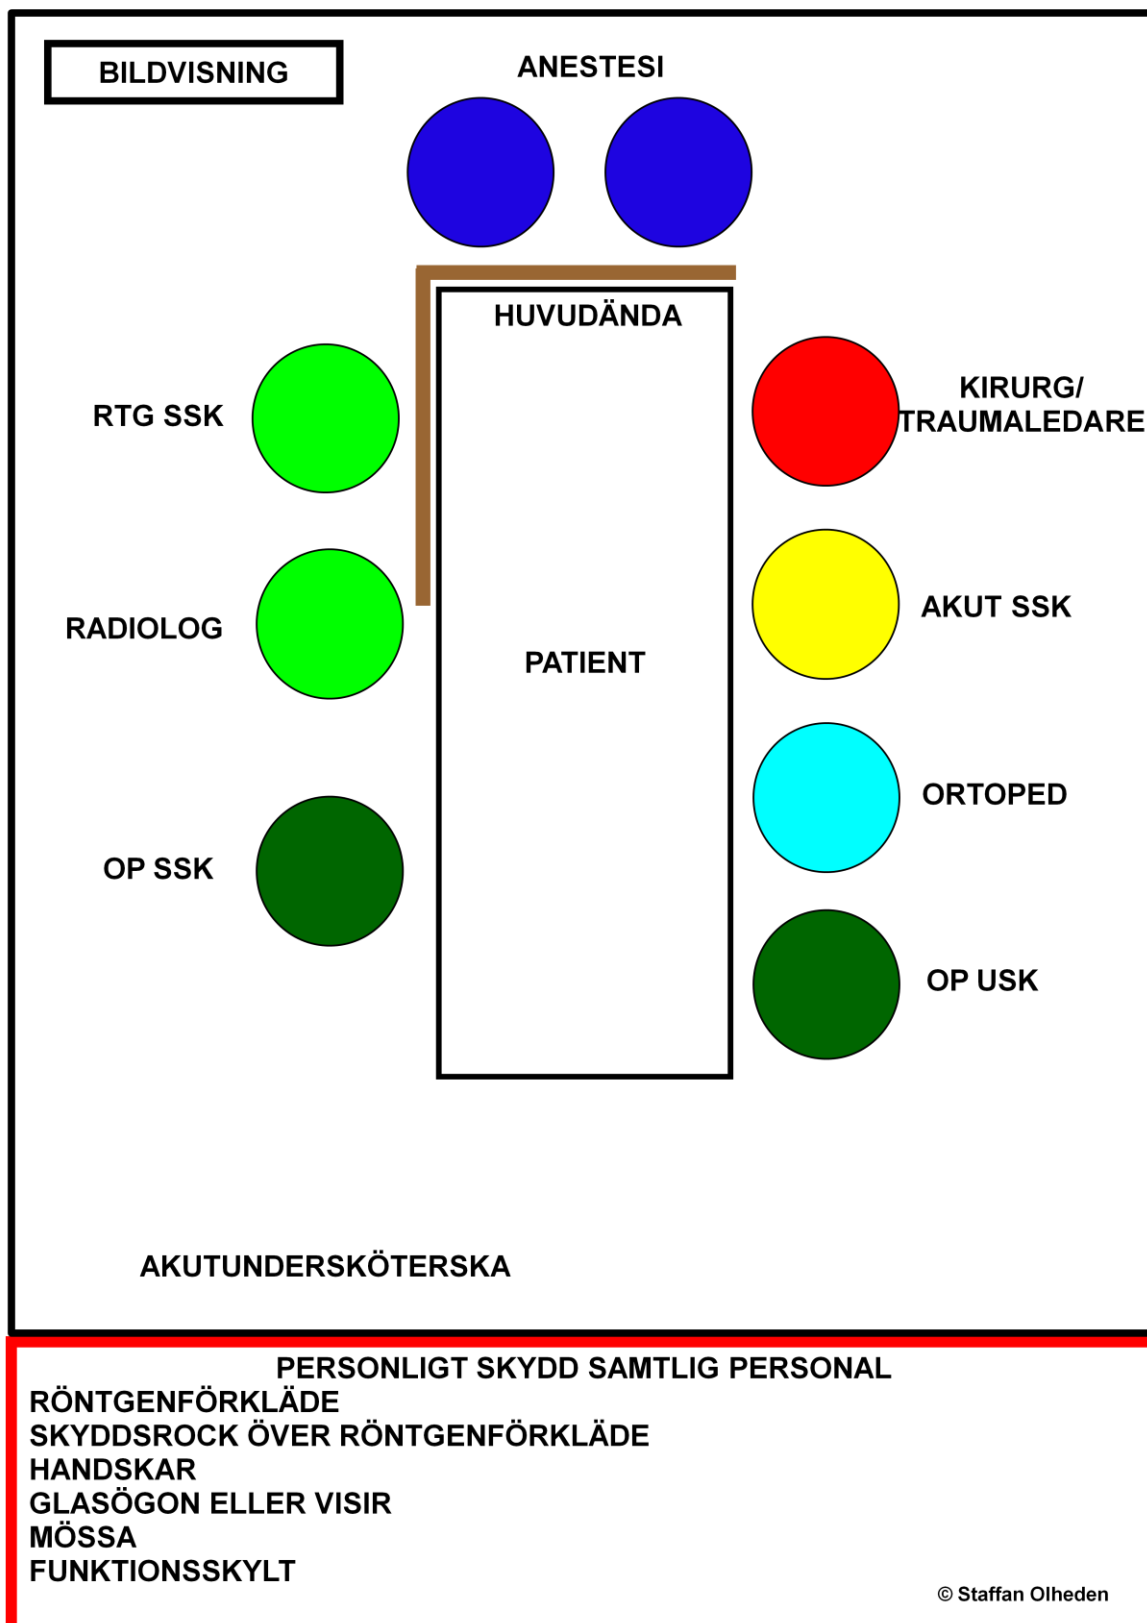 BILDVISNING
ANESTESI
HUVUDÄNDA
RTG SSK
KIRURG/
TRAUMALEDARE
RADIOLOG
AKUT SSK
PATIENT
ORTOPED
OP SSK
OP USK
AKUTUNDERSKÖTERSKA
PERSONLIGT SKYDD SAMTLIG PERSONAL
RÖNTGENFÖRKLÄDE
SKYDDSROCK ÖVER RÖNTGENFÖRKLÄDE
HANDSKAR
GLASÖGON ELLER VISIR
MÖSSA
FUNKTIONSSKYLT
© Staffan Olheden